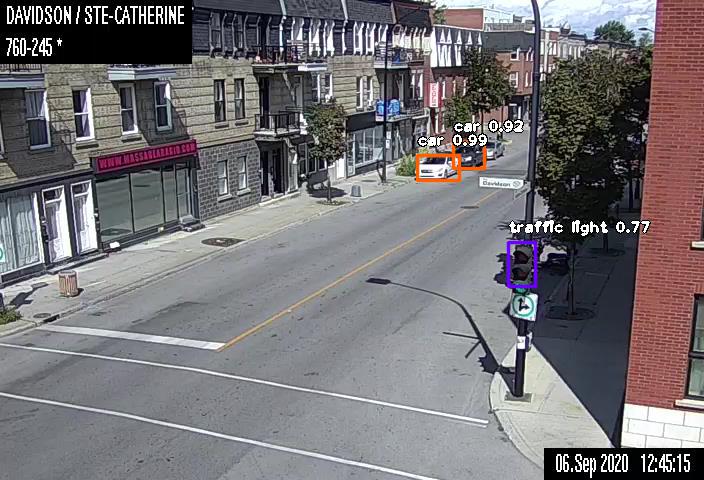 DAVIDSON / STE-CATHERINE
760-245 *
car 0.92
car 0.99
WWW.MASSAGEARABIO.COM
Davidson
traffic light 0.77
06.Sep 2020 12:45:15